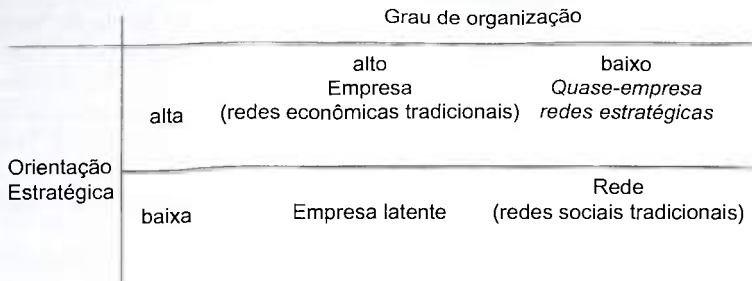 Grau de organização
alto baixo
Empresa Quase-empresa
alta (redes econômicas tradicionais) redes estratégicas
Orientação
Estratégica
Rede
baixa Empresa latente (redes sociais tradicionais)